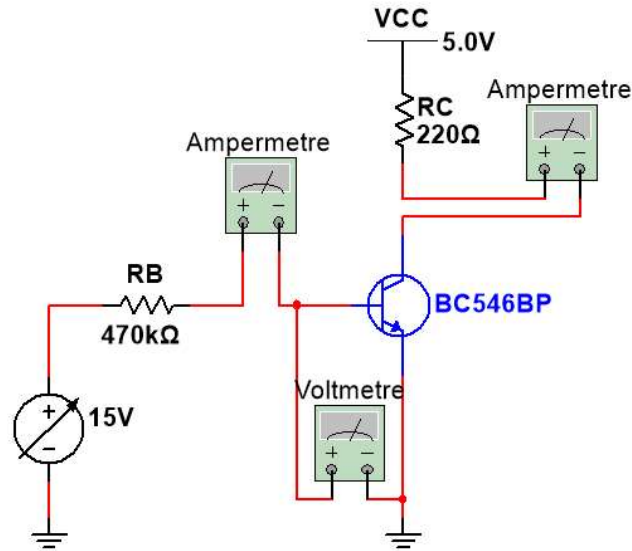 VCC
5.0V
RC
220Ω
Ampermetre
+ −
Ampermetre
+ −
RB
470kΩ
BC546BP
+
−
15V
Voltmetre
+ −